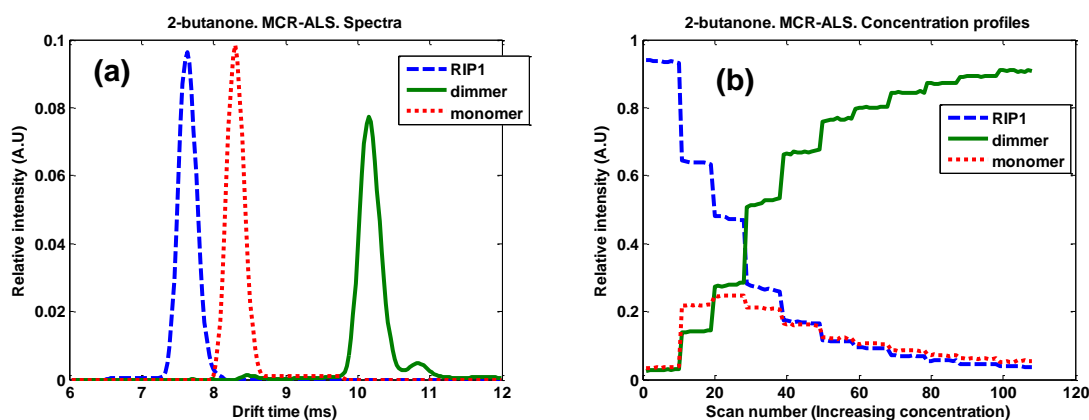 2-butanone. MCR-ALS. Spectra
(a)
RIP1
dimmer
monomer
Relative intensity (A.U)
0.1
0.08
0.06
0.04
0.02
0
6 7 8 9 10 11 12
Drift time (ms)
2-butanone. MCR-ALS. Concentration profiles
(b)
RIP1
dimmer
monomer
Relative intensity (A.U)
1
0.8
0.6
0.4
0.2
0
0 20 40 60 80 100 120
Scan number (Increasing concentration)